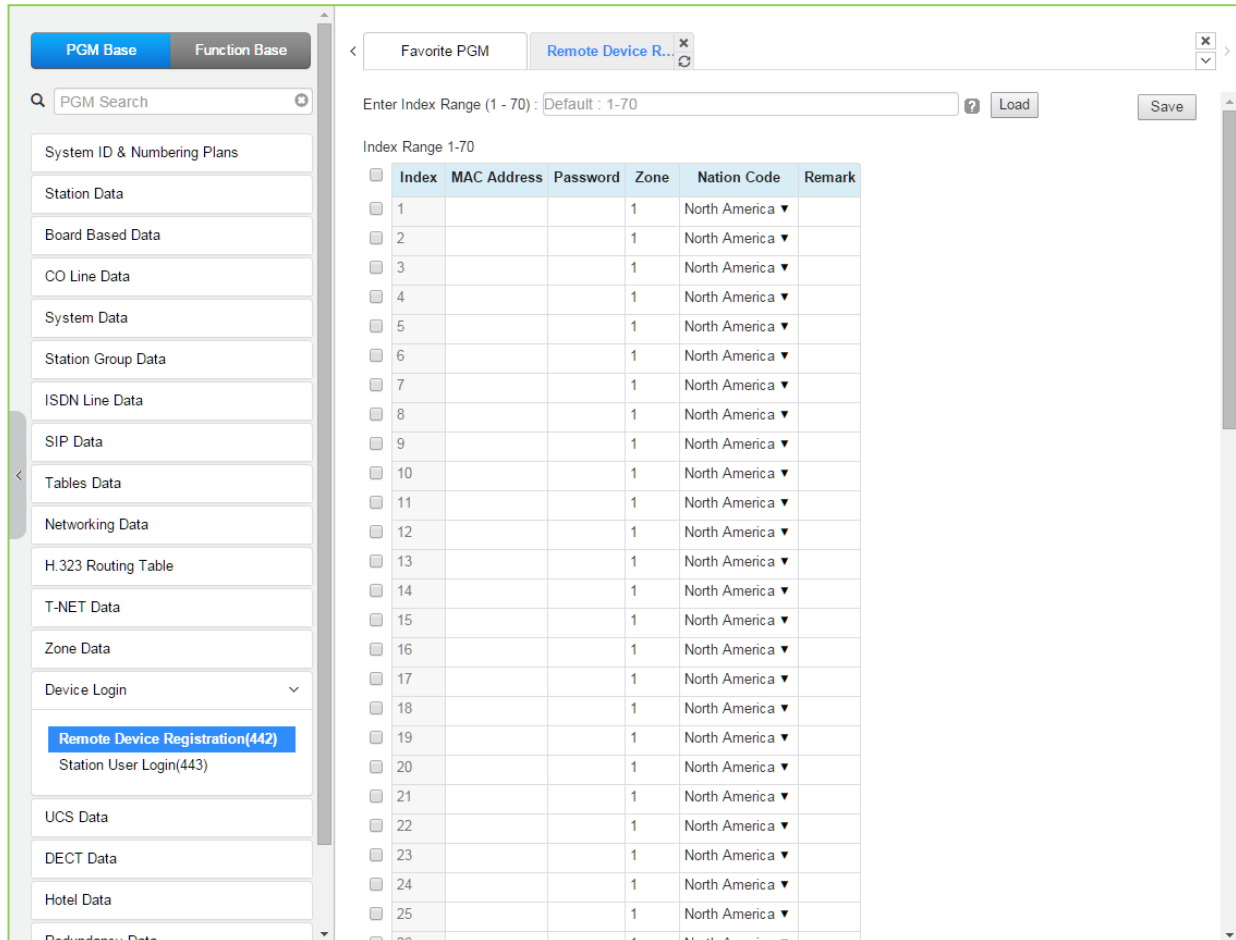 PGM Base Function Base
PGM Search
System ID & Numbering Plans
Station Data
Board Based Data
CO Line Data
System Data
Station Group Data
ISDN Line Data
SIP Data
Tables Data
Networking Data
H.323 Routing Table
T-NET Data
Zone Data
Device Login
Remote Device Registration(442)
Station User Login(443)
UCS Data
DECT Data
Hotel Data
Redundancy Data
Favorite PGM Remote Device R...
Enter Index Range (1 - 70) : Default : 1-70 ? Load Save
Index Range 1-70
Index MAC Address Password Zone Nation Code Remark
1 1 North America ▼
2 1 North America ▼
3 1 North America ▼
4 1 North America ▼
5 1 North America ▼
6 1 North America ▼
7 1 North America ▼
8 1 North America ▼
9 1 North America ▼
10 1 North America ▼
11 1 North America ▼
12 1 North America ▼
13 1 North America ▼
14 1 North America ▼
15 1 North America ▼
16 1 North America ▼
17 1 North America ▼
18 1 North America ▼
19 1 North America ▼
20 1 North America ▼
21 1 North America ▼
22 1 North America ▼
23 1 North America ▼
24 1 North America ▼
25 1 North America ▼